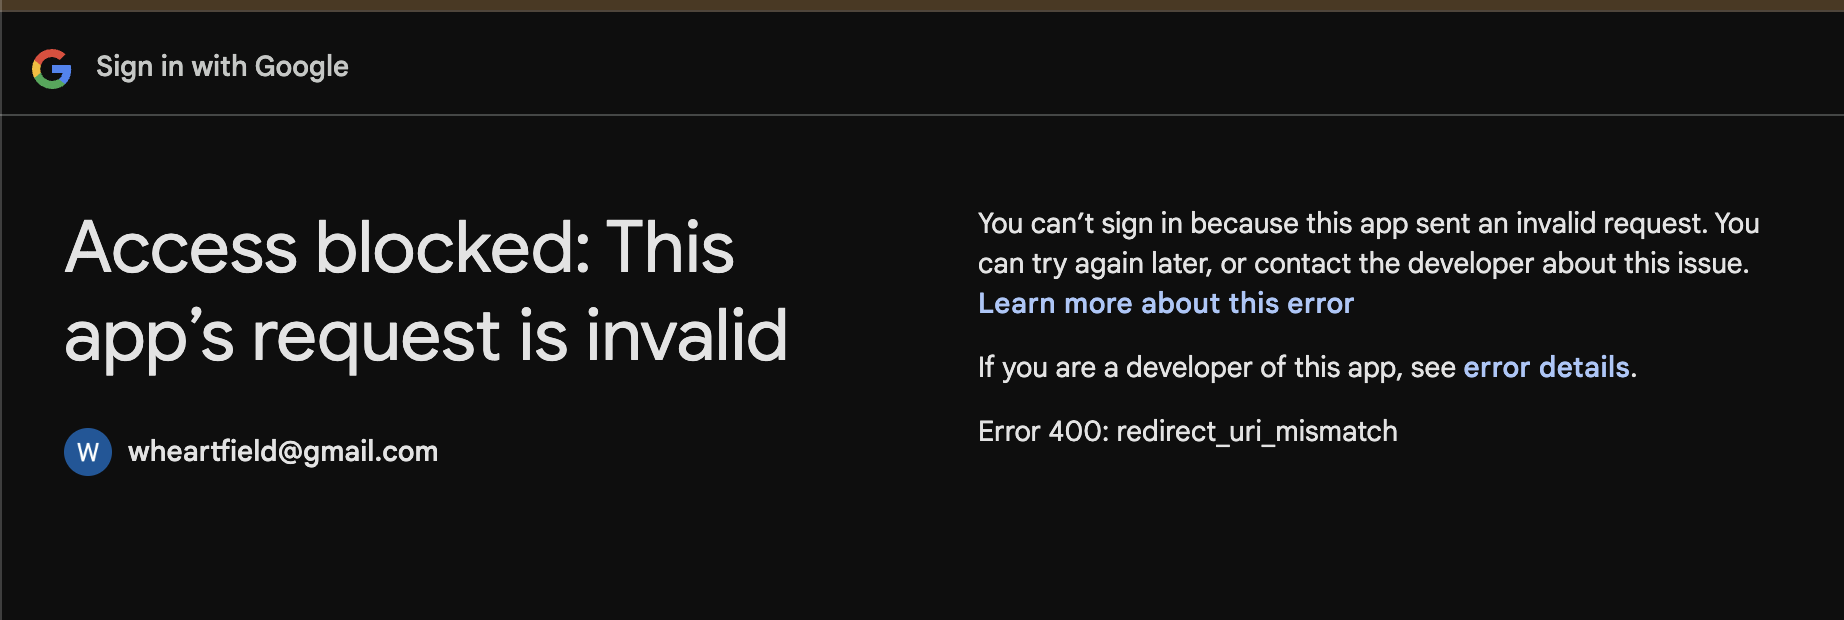 Sign in with Google
Access blocked: This
app’s request is invalid
W wheartfield@gmail.com
You can’t sign in because this app sent an invalid request. You
can try again later, or contact the developer about this issue.
Learn more about this error
If you are a developer of this app, see error details.
Error 400: redirect_uri_mismatch